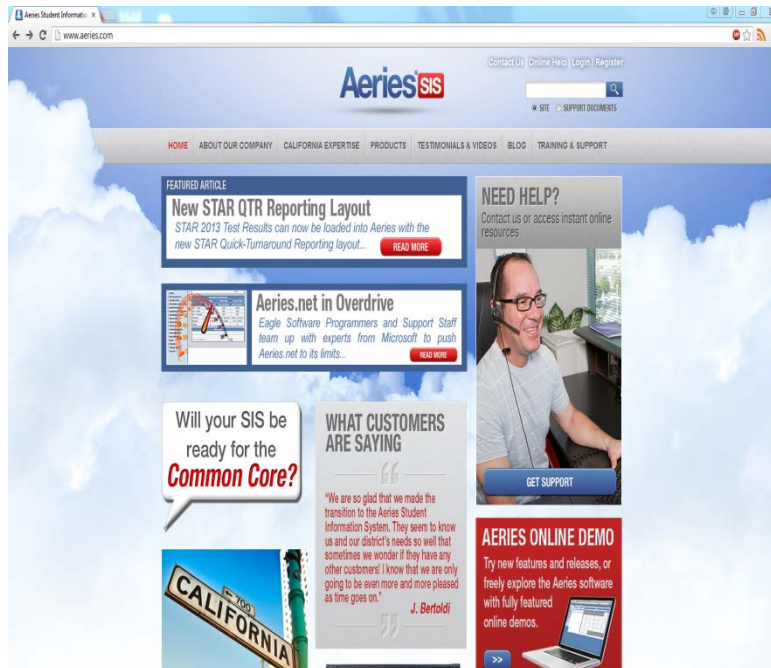 Aeries Student Informatio
www.aeries.com
Contact Us | Online Help | Login / Register
Aeries SIS
SITE SUPPORT DOCUMENTS
HOME ABOUT OUR COMPANY CALIFORNIA EXPERTISE PRODUCTS TESTIMONIALS & VIDEOS BLOG TRAINING & SUPPORT
FEATURED ARTICLE
New STAR QTR Reporting Layout
STAR 2013 Test Results can now be loaded into Aeries with the
new STAR Quick-Turnaround Reporting layout...
READ MORE
Aeries.net in Overdrive
Eagle Software Programmers and Support Staff
team up with experts from Microsoft to push
Aeries.net to its limits...
READ MORE
NEED HELP?
Contact us or access instant online
resources
GET SUPPORT
Will your SIS be
ready for the
Common Core?
WHAT CUSTOMERS
ARE SAYING
"We are so glad that we made the
transition to the Aeries Student
Information System. They seem to know
us and our district's needs so well that
sometimes we wonder if they have any
other customers! I know that we are only
going to be even more and more pleased
as time goes on."
J. Bertoldi
AERIES ONLINE DEMO
Try new features and releases, or
freely explore the Aeries software
with fully featured
online demos.
>>
← 700
CALIFORNIA